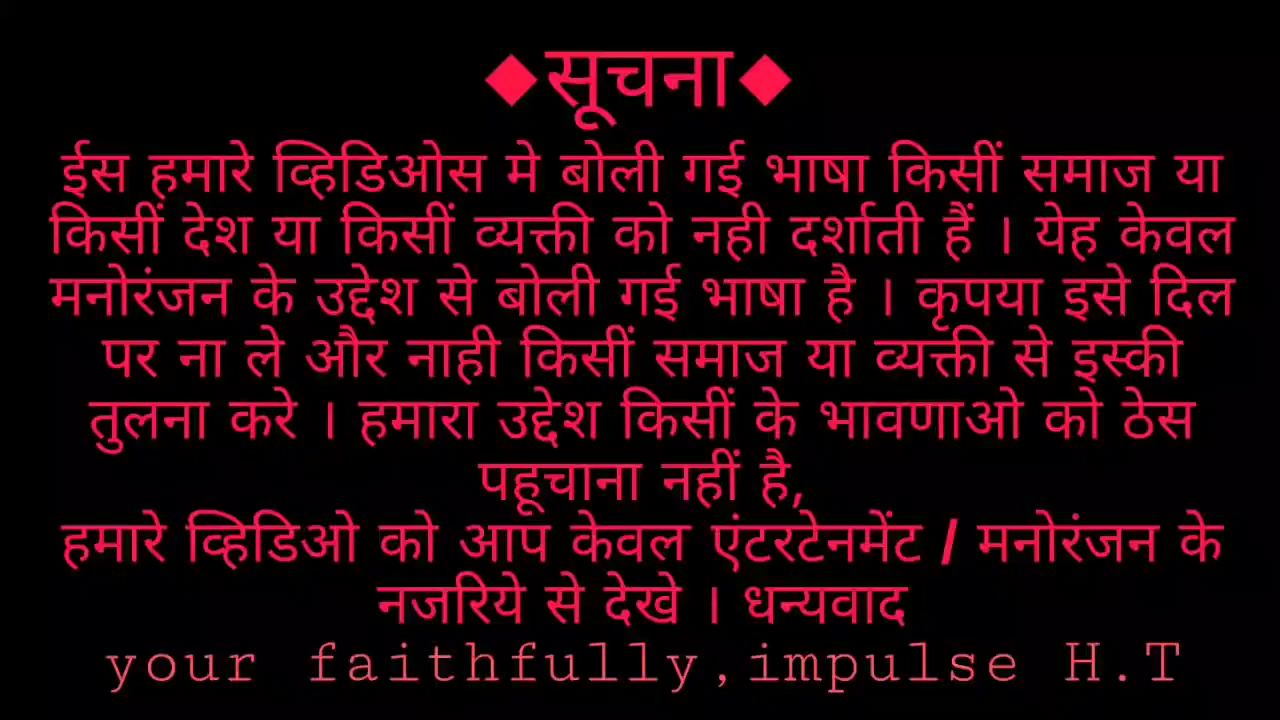 ◆सूचना◆
ईस हमारे व्हिडिओस मे बोली गई भाषा किसीं समाज या
किसीं देश या किसीं व्यक्ती को नही दर्शाती हैं । येह केवल
मनोरंजन के उद्देश से बोली गई भाषा है । कृपया इसे दिल
पर ना ले और नाही किसीं समाज या व्यक्ती से इस्की
तुलना करे । हमारा उद्देश किसीं के भावणाओ को ठेस
पहूचाना नहीं है,
हमारे व्हिडिओ को आप केवल एंटरटेनमेंट / मनोरंजन के
नजरिये से देखे । धन्यवाद
your faithfully,impulse H.T